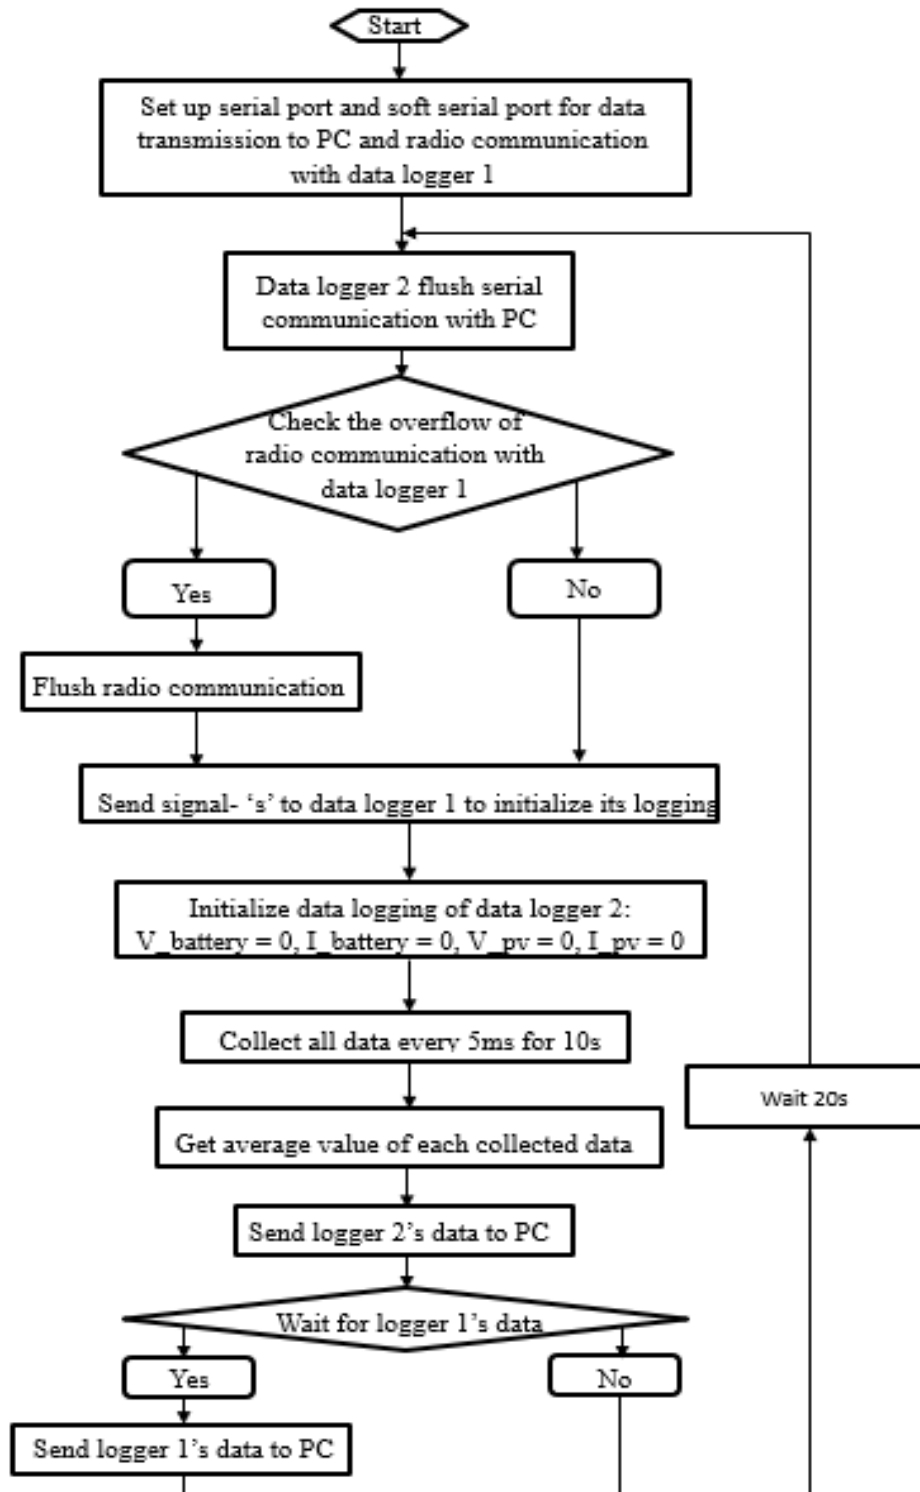 Start
Set up serial port and soft serial port for data
transmission to PC and radio communication
with data logger 1
Data logger 2 flush serial
communication with PC
Check the overflow of
radio communication with
data logger 1
Yes
No
Flush radio communication
Send signal- ‘s’ to data logger 1 to initialize its logging
Initialize data logging of data logger 2:
V_battery = 0, I_battery = 0, V_pv = 0, I_pv = 0
Collect all data every 5ms for 10s
Wait 20s
Get average value of each collected data
Send logger 2’s data to PC
Wait for logger 1’s data
Yes
No
Send logger 1’s data to PC